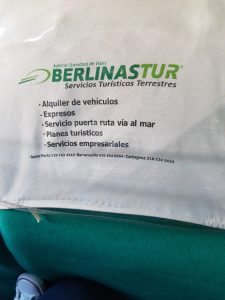 Agencia Operadora de Viajes
BERLINASTUR®
Servicios Turísticos Terrestres
· Alquiler de vehículos
· Expresos
· Servicio puerta ruta vía al mar
· Planes turísticos
· Servicios empresariales